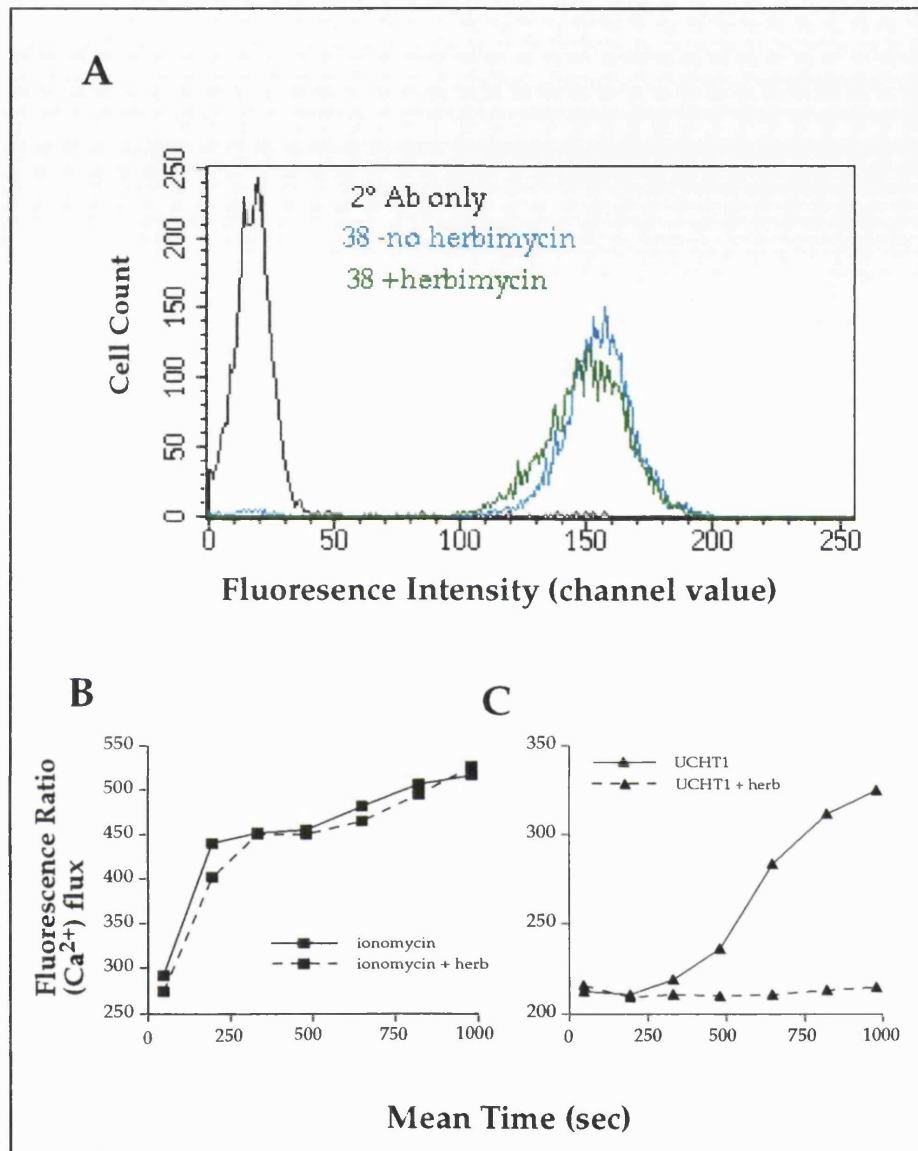 A
250
200
150
100
50
0
Cell Count
2° Ab only
38 -no herbimycin
38 +herbimycin
0 50 100 150 200 250
Fluoresence Intensity (channel value)
B
550
500
450
400
350
300
250
Fluorescence Ratio
(Ca²⁺) flux
ionomycin
ionomycin + herb
0 250 500 750 1000
C
350
300
250
200
UCHT1
UCHT1 + herb
0 250 500 750 1000
Mean Time (sec)